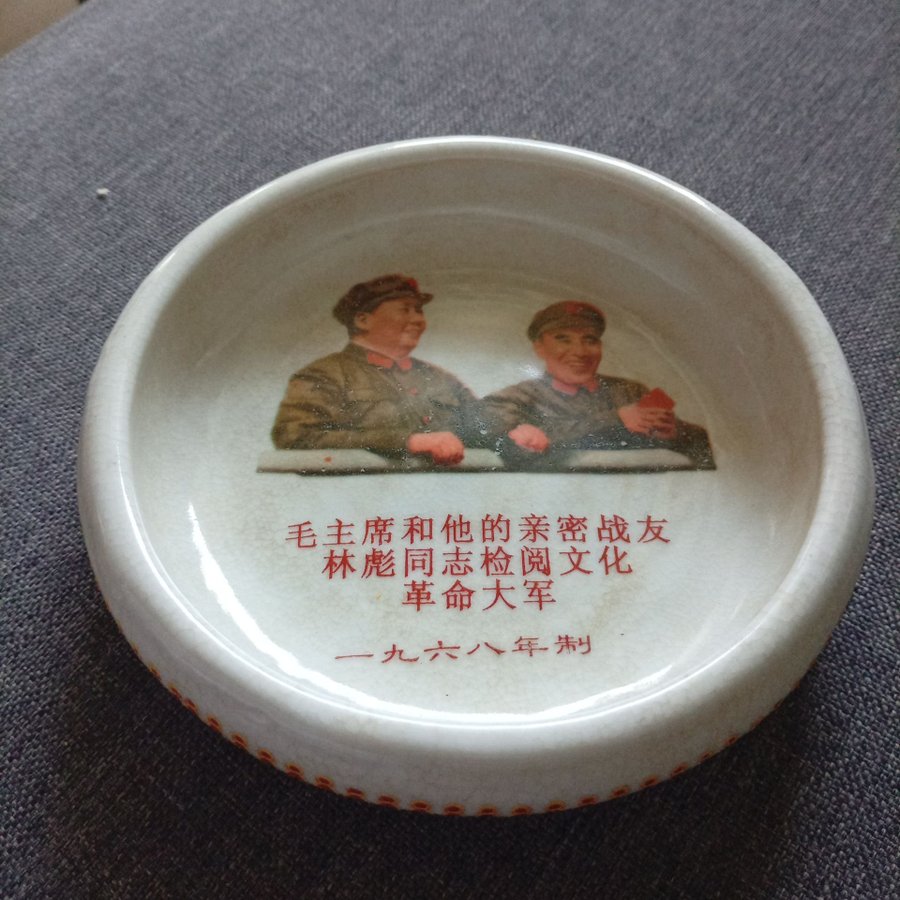 毛主席和他的亲密战友
林彪同志检阅文化
革命大军
一九六八年制